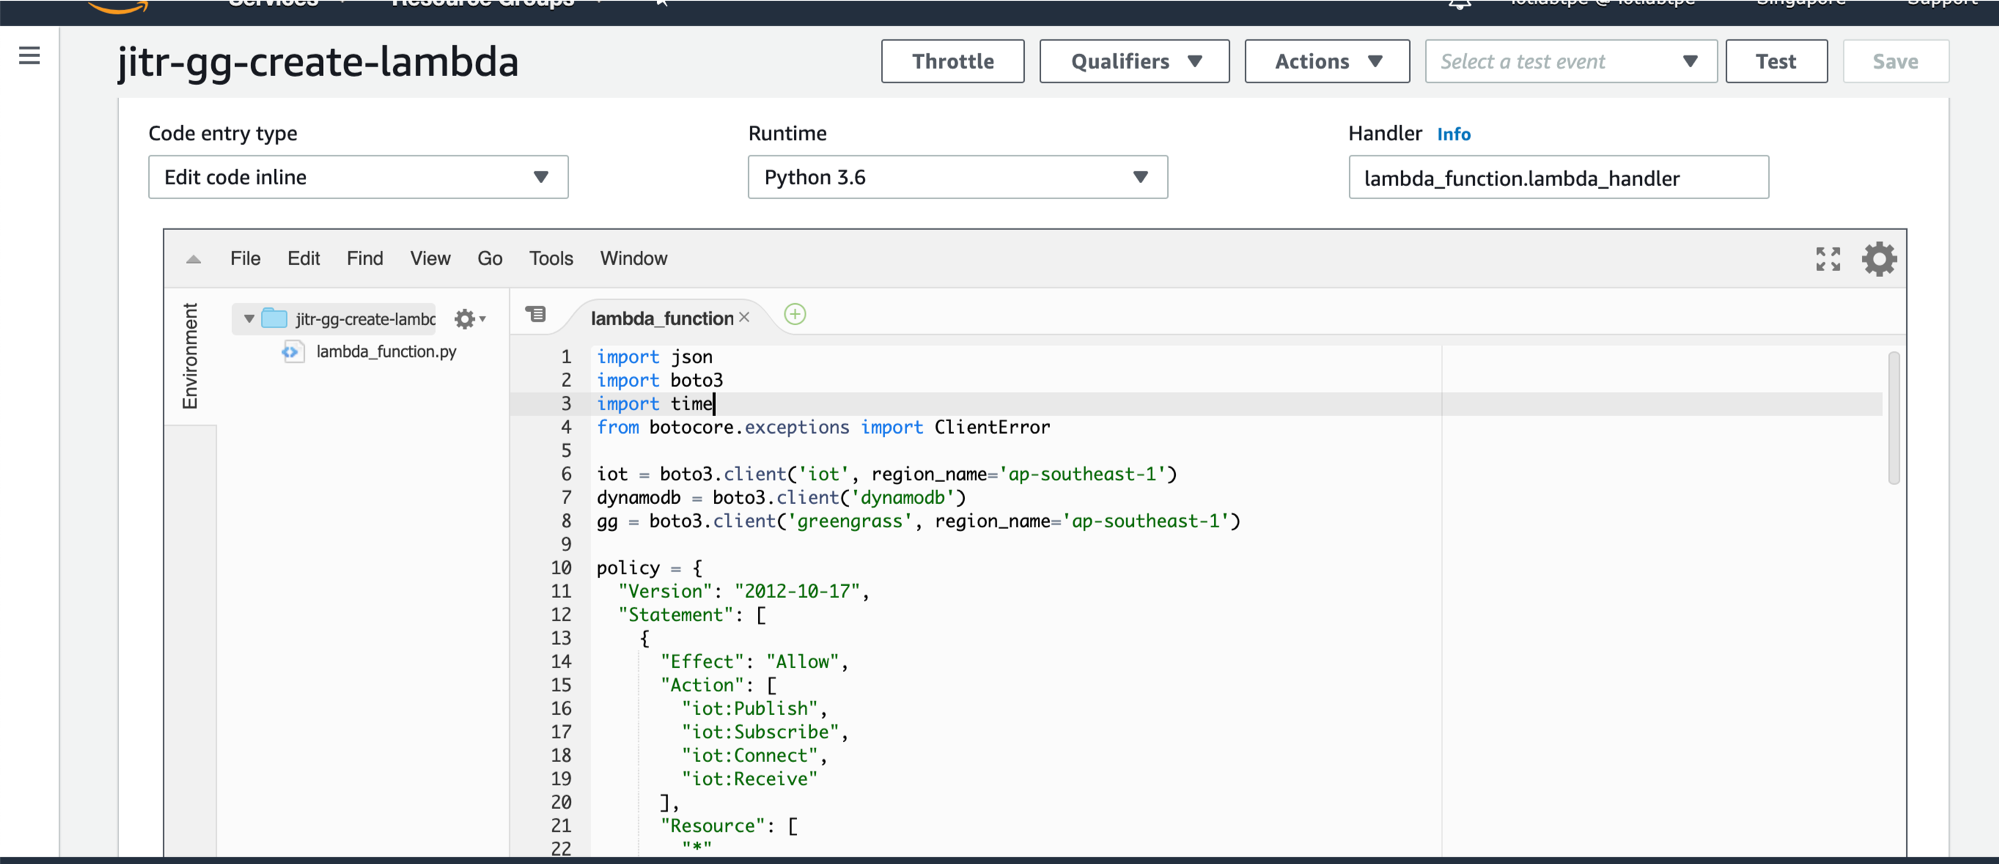 Services Resource Groups iotlabtpe @ iotlabtpe Singapore Support
jitr-gg-create-lambda
Throttle
Qualifiers
Actions
Select a test event
Test
Save
Code entry type
Edit code inline
Runtime
Python 3.6
Handler Info
lambda_function.lambda_handler
File Edit Find View Go Tools Window
Environment
jitr-gg-create-lambd
lambda_function.py
lambda_function
1 import json
2 import boto3
3 import time
4 from botocore.exceptions import ClientError
5
6 iot = boto3.client('iot', region_name='ap-southeast-1')
7 dynamodb = boto3.client('dynamodb')
8 gg = boto3.client('greengrass', region_name='ap-southeast-1')
9
10 policy = {
11 "Version": "2012-10-17",
12 "Statement": [
13 {
14 "Effect": "Allow",
15 "Action": [
16 "iot:Publish",
17 "iot:Subscribe",
18 "iot:Connect",
19 "iot:Receive"
20 ],
21 "Resource": [
22 "*"